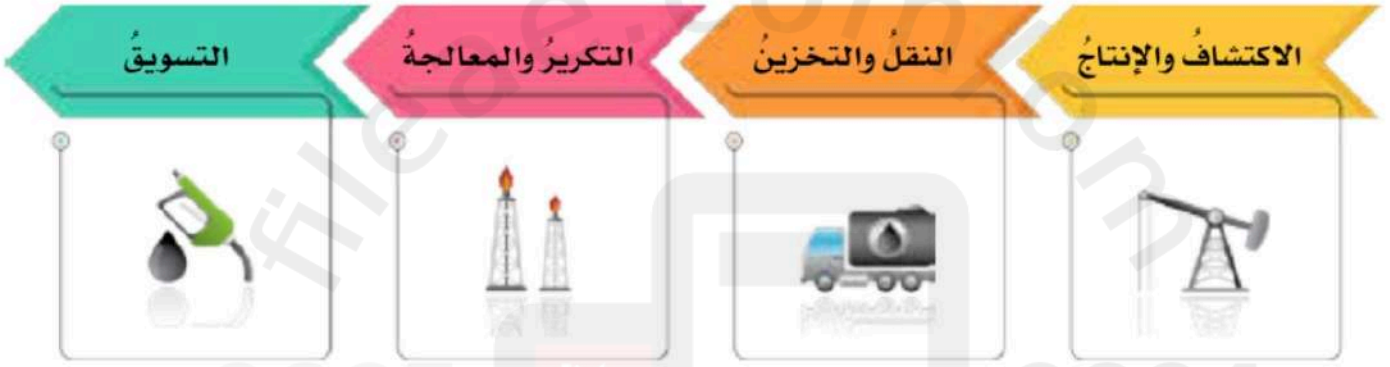 الاكتشافُ والإنتاجُ
النقلُ والتخزينُ
التكريرُ والمعالجةُ
التسويقُ